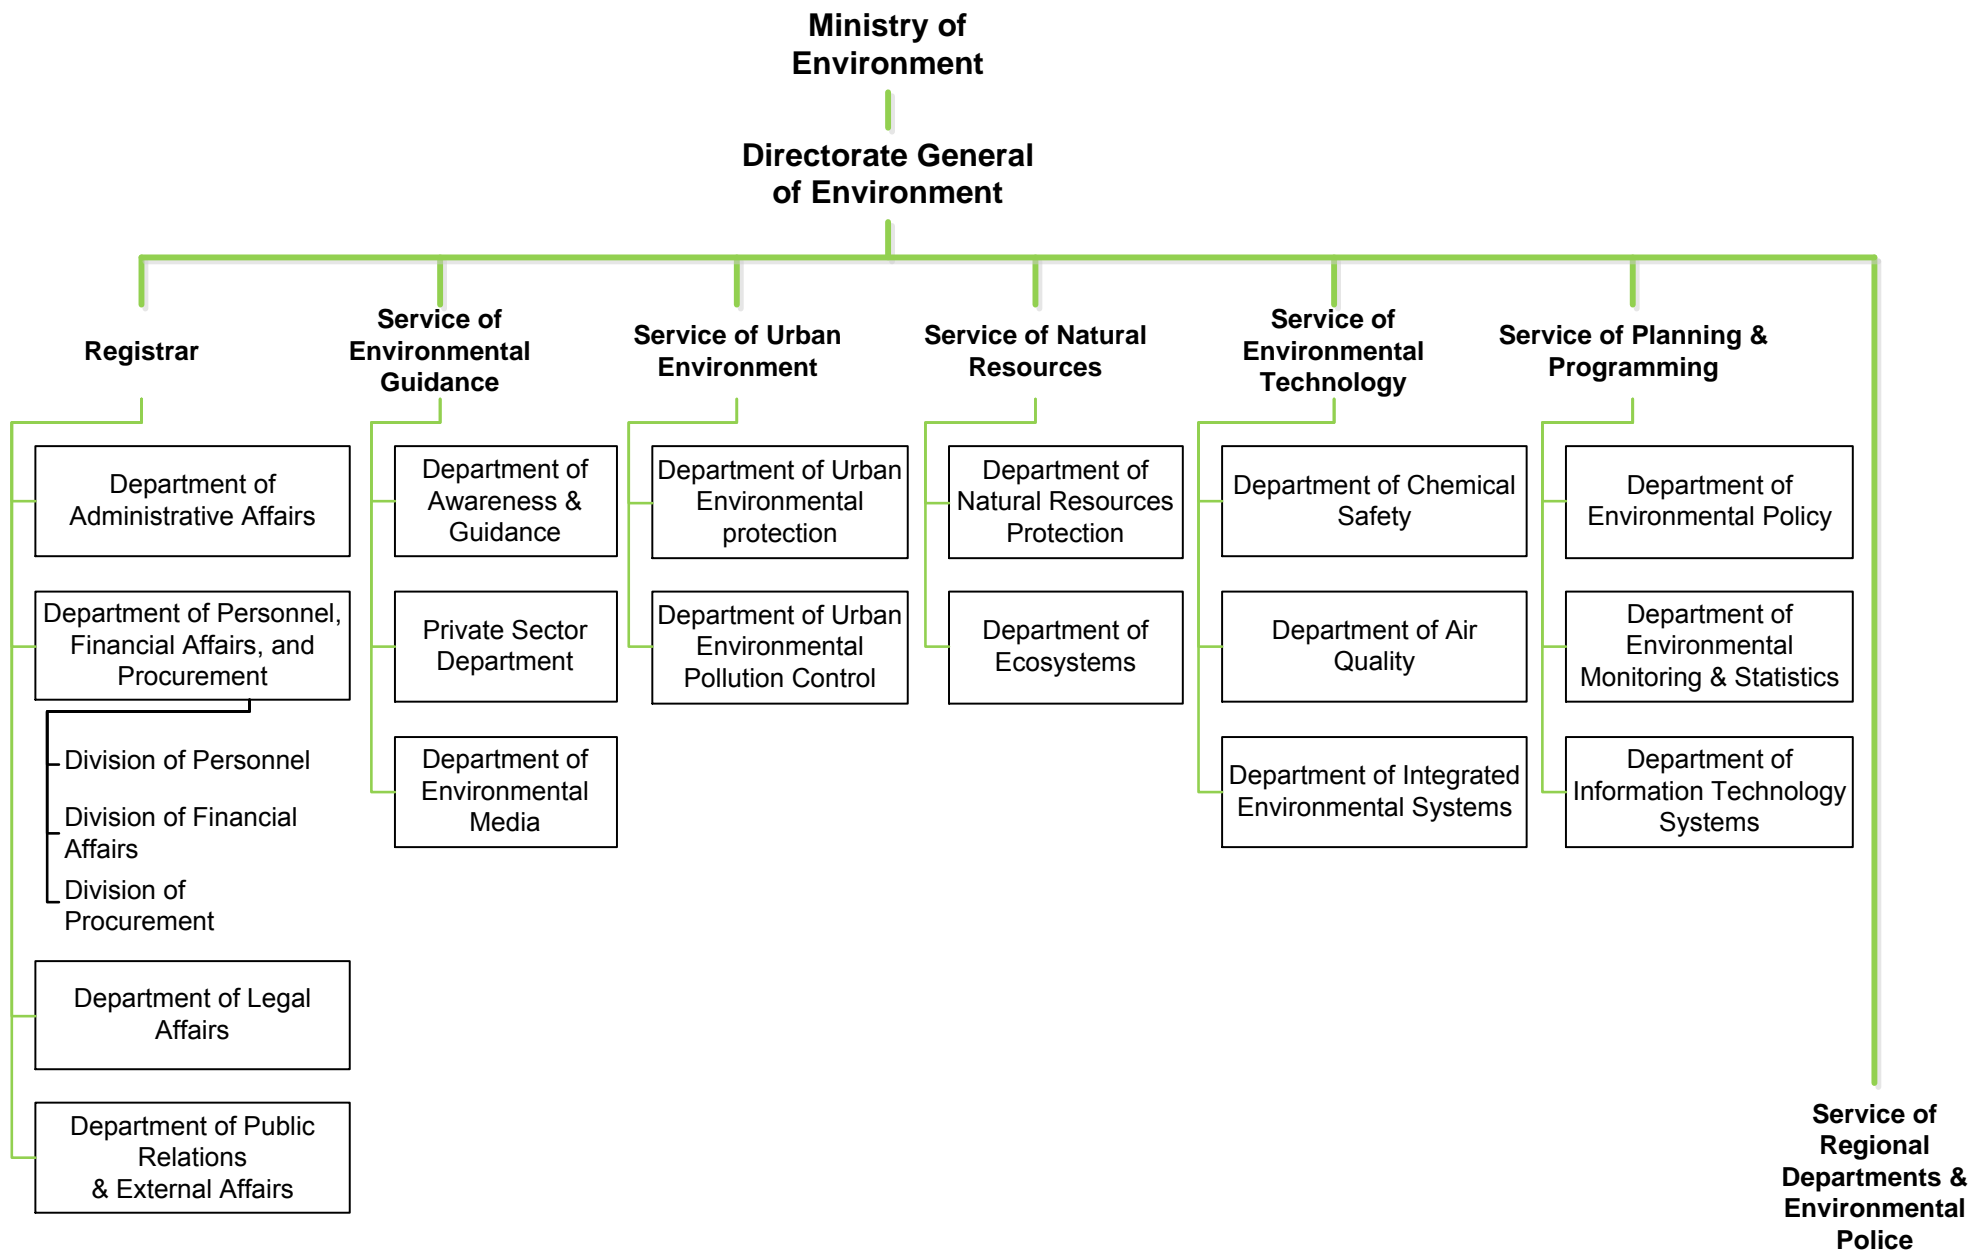 Ministry of
Environment
Directorate General
of Environment
Registrar
Service of
Environmental
Guidance
Service of Urban
Environment
Service of Natural
Resources
Service of
Environmental
Technology
Service of Planning &
Programming
Department of
Administrative Affairs
Department of Personnel,
Financial Affairs, and
Procurement
Division of Personnel
Division of Financial
Affairs
Division of
Procurement
Department of Legal
Affairs
Department of Public
Relations
& External Affairs
Department of
Awareness &
Guidance
Private Sector
Department
Department of
Environmental
Media
Department of Urban
Environmental
protection
Department of Urban
Environmental
Pollution Control
Department of
Natural Resources
Protection
Department of
Ecosystems
Department of Chemical
Safety
Department of Air
Quality
Department of Integrated
Environmental Systems
Department of
Environmental Policy
Department of
Environmental
Monitoring & Statistics
Department of
Information Technology
Systems
Service of
Regional
Departments &
Environmental
Police